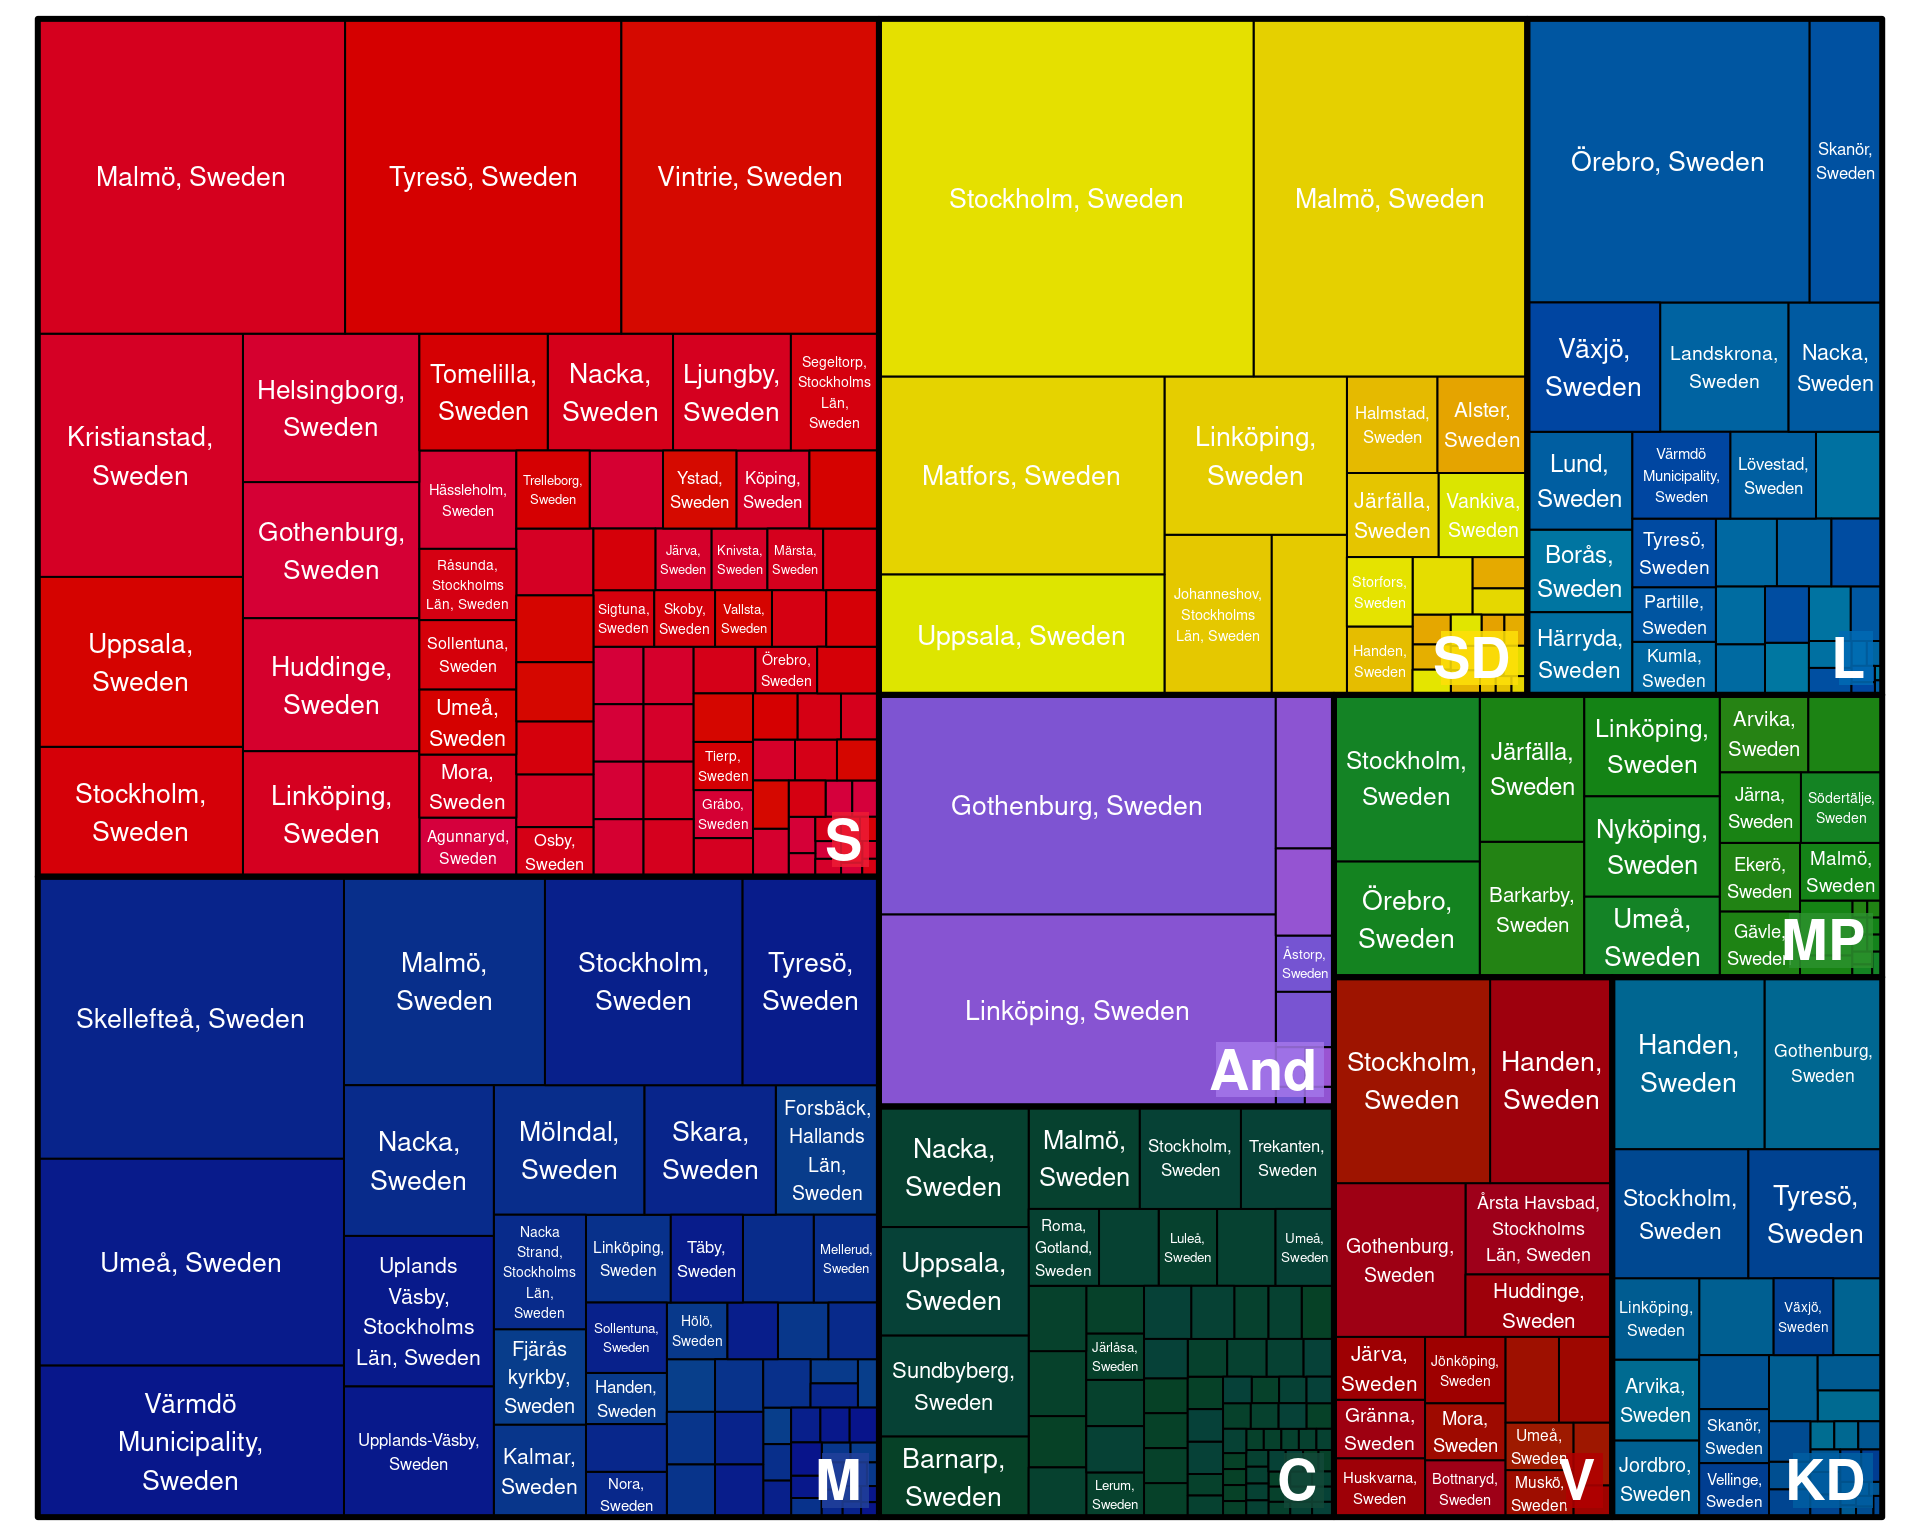 Malmö, Sweden
Tyresö, Sweden
Vintrie, Sweden
Kristianstad,
Sweden
Uppsala,
Sweden
Stockholm,
Sweden
Helsingborg,
Sweden
Gothenburg,
Sweden
Huddinge,
Sweden
Linköping,
Sweden
Tomelilla,
Sweden
Nacka,
Sweden
Ljungby,
Sweden
Segeltorp,
Stockholms
Län,
Sweden
Hässleholm,
Sweden
Råsunda,
Stockholms
Län, Sweden
Sollentuna,
Sweden
Umeå,
Sweden
Mora,
Sweden
Agunnaryd,
Sweden
Trelleborg,
Sweden
Ystad,
Sweden
Köping,
Sweden
Järva,
Sweden
Knivsta,
Sweden
Märsta,
Sweden
Sigtuna,
Sweden
Skoby,
Sweden
Vallsta,
Sweden
Örebro,
Sweden
Tierp,
Sweden
Gråbo,
Sweden
Osby,
Sweden
S
Stockholm, Sweden
Malmö, Sweden
Matfors, Sweden
Uppsala, Sweden
Linköping,
Sweden
Johanneshov,
Stockholms
Län, Sweden
Halmstad,
Sweden
Alster,
Sweden
Järfälla,
Sweden
Vankiva,
Sweden
Storfors,
Sweden
Handen,
Sweden
SD
Örebro, Sweden
Skanör,
Sweden
Växjö,
Sweden
Landskrona,
Sweden
Nacka,
Sweden
Lund,
Sweden
Borås,
Sweden
Härryda,
Sweden
Värmdö
Municipality,
Sweden
Lövestad,
Sweden
Tyresö,
Sweden
Partille,
Sweden
Kumla,
Sweden
L
Skellefteå, Sweden
Umeå, Sweden
Värmdö
Municipality,
Sweden
Malmö,
Sweden
Stockholm,
Sweden
Tyresö,
Sweden
Nacka,
Sweden
Uplands
Väsby,
Stockholms
Län, Sweden
Upplands-Väsby,
Sweden
Mölndal,
Sweden
Skara,
Sweden
Forsbäck,
Hallands
Län,
Sweden
Nacka
Strand,
Stockholms
Län,
Sweden
Fjärås
kyrkby,
Sweden
Kalmar,
Sweden
Linköping,
Sweden
Täby,
Sweden
Mellerud,
Sweden
Sollentuna,
Sweden
Hölö,
Sweden
Handen,
Sweden
Nora,
Sweden
M
Gothenburg, Sweden
Linköping, Sweden
Åstorp,
Sweden
And
Nacka,
Sweden
Uppsala,
Sweden
Sundbyberg,
Sweden
Barnarp,
Sweden
Malmö,
Sweden
Stockholm,
Sweden
Trekanten,
Sweden
Roma,
Gotland,
Sweden
Luleå,
Sweden
Umeå,
Sweden
Järlåsa,
Sweden
Lerum,
Sweden
C
Stockholm,
Sweden
Örebro,
Sweden
Järfälla,
Sweden
Barkarby,
Sweden
Linköping,
Sweden
Nyköping,
Sweden
Umeå,
Sweden
Arvika,
Sweden
Järna,
Sweden
Södertälje,
Sweden
Ekerö,
Sweden
Malmö,
Sweden
Gävle,
Sweden
MP
Stockholm,
Sweden
Handen,
Sweden
Gothenburg,
Sweden
Årsta Havsbad,
Stockholms
Län, Sweden
Huddinge,
Sweden
Järva,
Sweden
Jönköping,
Sweden
Gränna,
Sweden
Mora,
Sweden
Huskvarna,
Sweden
Bottnaryd,
Sweden
Umeå,
Sweden
Muskö,
Sweden
V
Handen,
Sweden
Gothenburg,
Sweden
Stockholm,
Sweden
Tyresö,
Sweden
Linköping,
Sweden
Växjö,
Sweden
Arvika,
Sweden
Skanör,
Sweden
Jordbro,
Sweden
Vellinge,
Sweden
KD